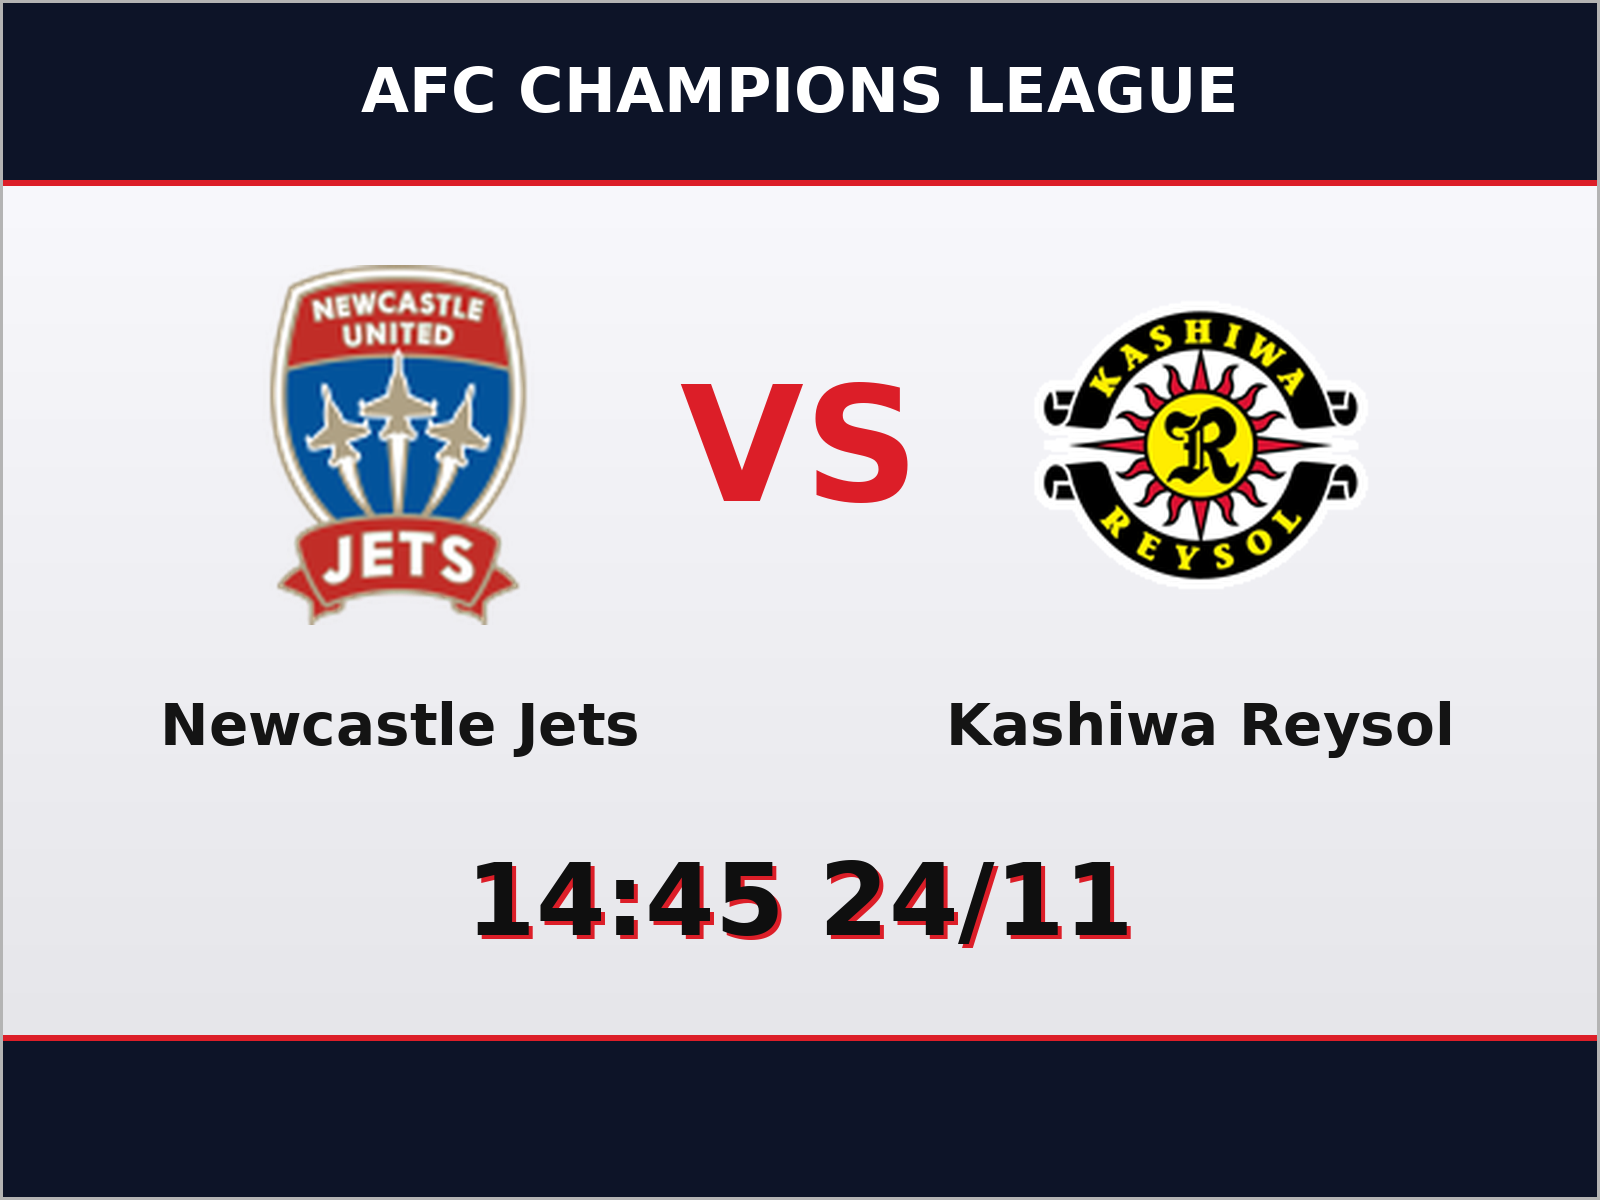 AFC CHAMPIONS LEAGUE
NEWCASTLE
UNITED
JETS
KASHIWA
R
REYSOL
VS
Newcastle Jets
Kashiwa Reysol
14:45 24/11